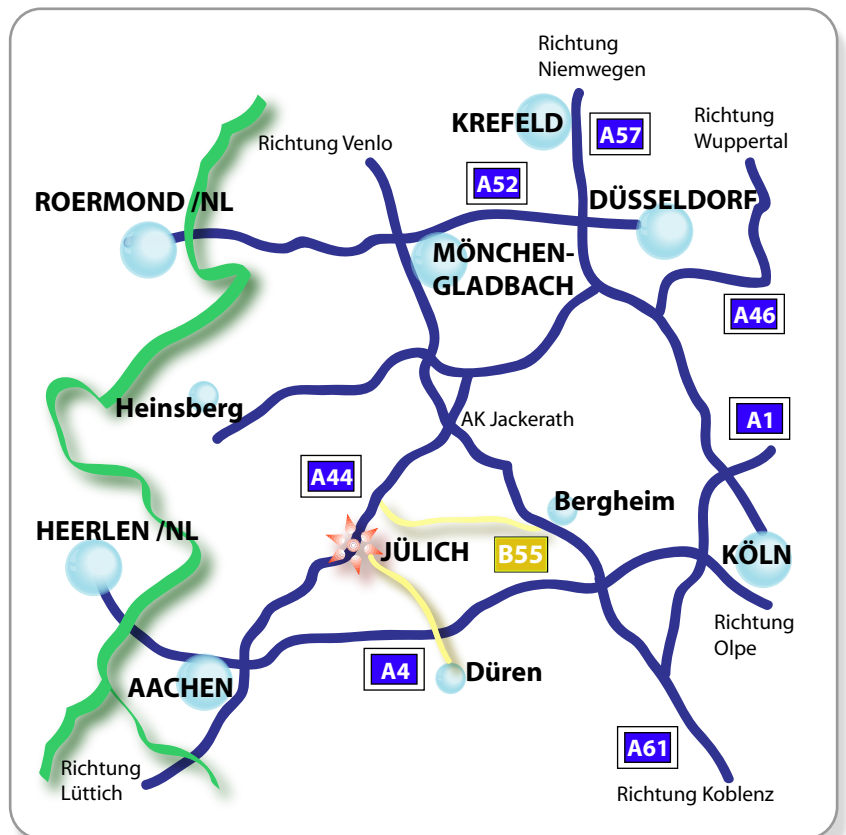 Richtung
Niemwegen
KREFELD
A57
Richtung
Wuppertal
Richtung Venlo
A52
ROERMOND /NL
DÜSSELDORF
MÖNCHEN-
GLADBACH
A46
Heinsberg
AK Jackerath
A1
A44
Bergheim
HEERLEN /NL
JÜLICH
B55
KÖLN
Richtung
Olpe
A4
Düren
AACHEN
A61
Richtung
Lüttich
Richtung Koblenz